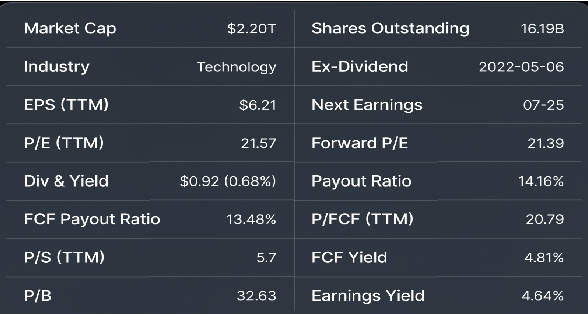 Market Cap $2.20T Shares Outstanding 16.19B
Industry Technology Ex-Dividend 2022-05-06
EPS (TTM) $6.21 Next Earnings 07-25
P/E (TTM) 21.57 Forward P/E 21.39
Div & Yield $0.92 (0.68%) Payout Ratio 14.16%
FCF Payout Ratio 13.48% P/FCF (TTM) 20.79
P/S (TTM) 5.7 FCF Yield 4.81%
P/B 32.63 Earnings Yield 4.64%